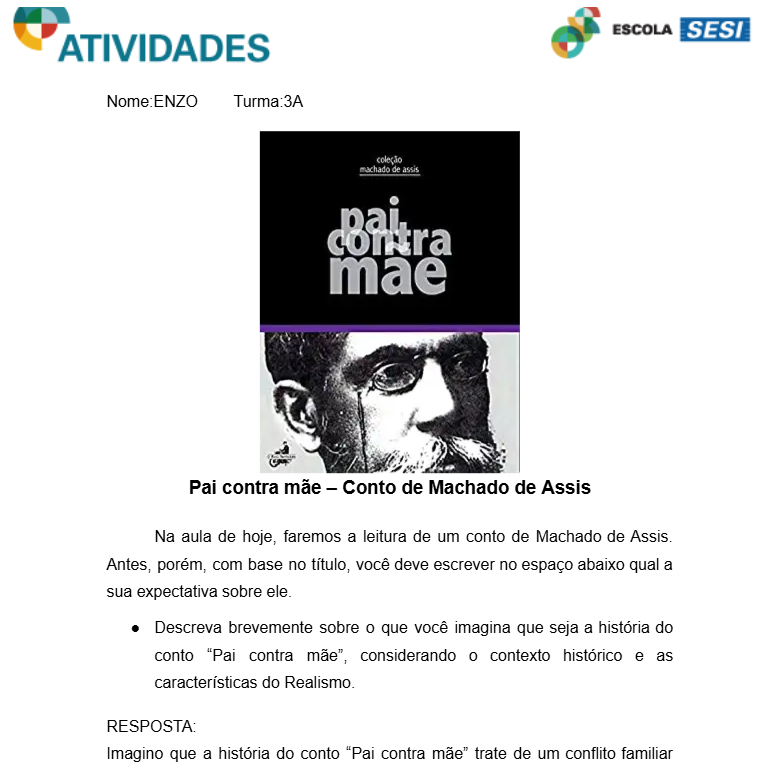 ATIVIDADES
ESCOLA SESI
Nome:ENZO Turma:3A
coleção
machado de assis
pai
contra
mãe
Pai contra mãe – Conto de Machado de Assis
Na aula de hoje, faremos a leitura de um conto de Machado de Assis.
Antes, porém, com base no título, você deve escrever no espaço abaixo qual a
sua expectativa sobre ele.
● Descreva brevemente sobre o que você imagina que seja a história do
conto “Pai contra mãe”, considerando o contexto histórico e as
características do Realismo.
RESPOSTA:
Imagino que a história do conto “Pai contra mãe” trate de um conflito familiar